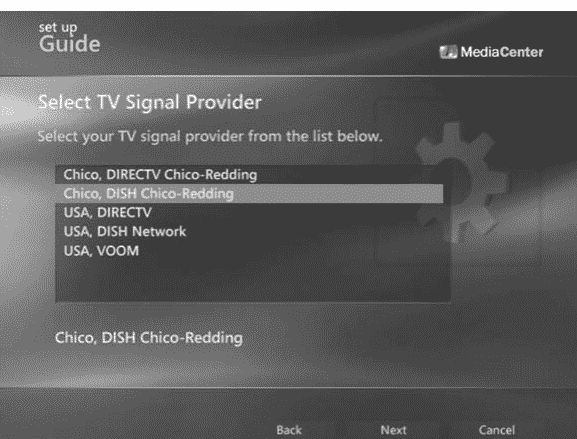 set up
Guide
MediaCenter
Select TV Signal Provider
Select your TV signal provider from the list below.
Chico, DIRECTV Chico-Redding
Chico, DISH Chico-Redding
USA, DIRECTV
USA, DISH Network
USA, VOOM
Chico, DISH Chico-Redding
Back Next Cancel